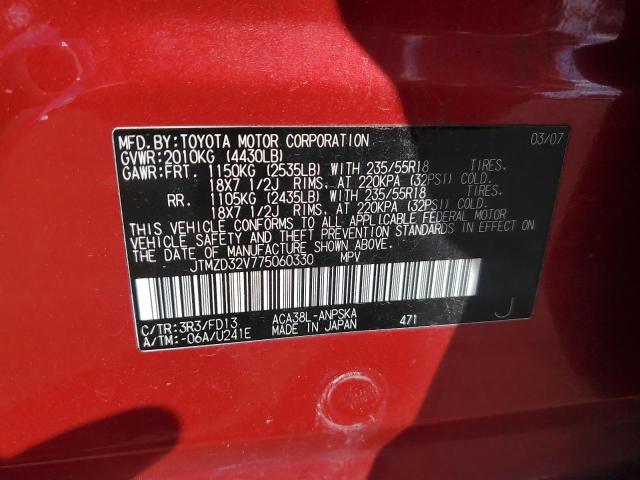 MFD. BY: TOYOTA MOTOR CORPORATION 03/07
GVWR: 2010KG (4430LB)
GAWR: FRT. 1150KG (2535LB) WITH 235/55R18 TIRES.
18X7 1/2J RIMS. AT 220KPA (32PSI) COLD.
RR. 1105KG (2435LB) WITH 235/55R18 TIRES.
18X7 1/2J RIMS. AT 220KPA (32PSI) COLD.
THIS VEHICLE CONFORMS TO ALL APPLICABLE FEDERAL MOTOR
VEHICLE SAFETY AND BUMPER STANDARDS IN EFFECT ON
THE DATE OF MANUFACTURE SHOWN ABOVE.
JTMZD32V775060330 MPV
C/TR: 3R3/FD13 ACA38L-ANPSKA 471 J
A/TM: -06A/U241E MADE IN JAPAN